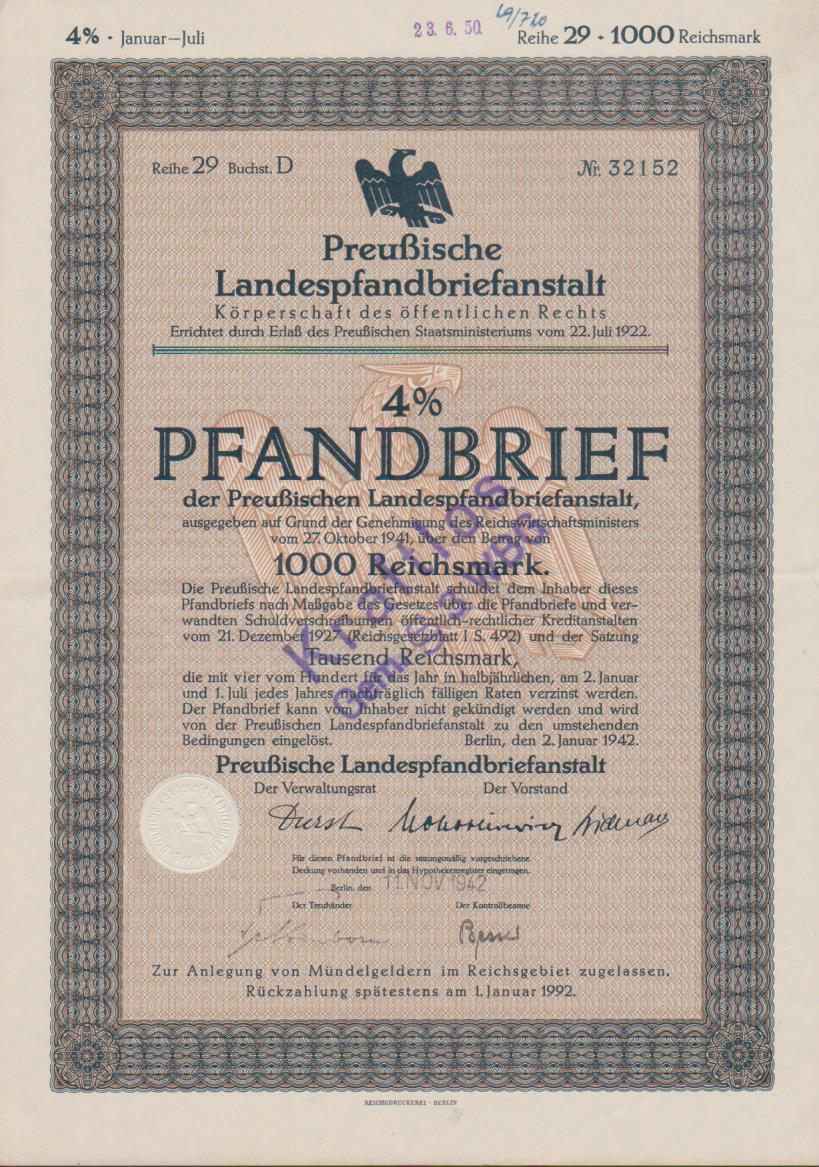 4% · Januar—Juli
23. 6. 50
Reihe 29 · 1000 Reichsmark
Reihe 29 Buchst. D
Nr. 32152
Preußische
Landespfandbriefanstalt
Körperschaft des öffentlichen Rechts
Errichtet durch Erlaß des Preußischen Staatsministeriums vom 22. Juli 1922.
4%
PFANDBRIEF
der Preußischen Landespfandbriefanstalt,
ausgegeben auf Grund der Genehmigung des Reichswirtschaftsministers
vom 27. Oktober 1941, über den Betrag von
1000 Reichsmark.
Die Preußische Landespfandbriefanstalt schuldet dem Inhaber dieses
Pfandbriefs nach Maßgabe des Gesetzes über die Pfandbriefe und ver-
wandten Schuldverschreibungen öffentlich-rechtlicher Kreditanstalten
vom 21. Dezember 1927 (Reichsgesetzblatt I S. 492) und der Satzung
Tausend Reichsmark,
die mit vier vom Hundert für das Jahr in halbjährlichen, am 2. Januar
und 1. Juli jedes Jahres nachträglich fälligen Raten verzinst werden.
Der Pfandbrief kann vom Inhaber nicht gekündigt werden und wird
von der Preußischen Landespfandbriefanstalt zu den umstehenden
Bedingungen eingelöst. Berlin, den 2. Januar 1942.
Kraftlos
Preußische Landespfandbriefanstalt
Der Verwaltungsrat Der Vorstand
Für diesen Pfandbrief ist die satzungsmäßig vorgeschriebene
Deckung vorhanden und in das Hypothekenregister eingetragen.
Berlin, den 11. NOV. 1942
Der Treuhänder Der Kontrollbeamte
Zur Anlegung von Mündelgeldern im Reichsgebiet zugelassen.
Rückzahlung spätestens am 1. Januar 1992.
REICHSDRUCKEREI · BERLIN